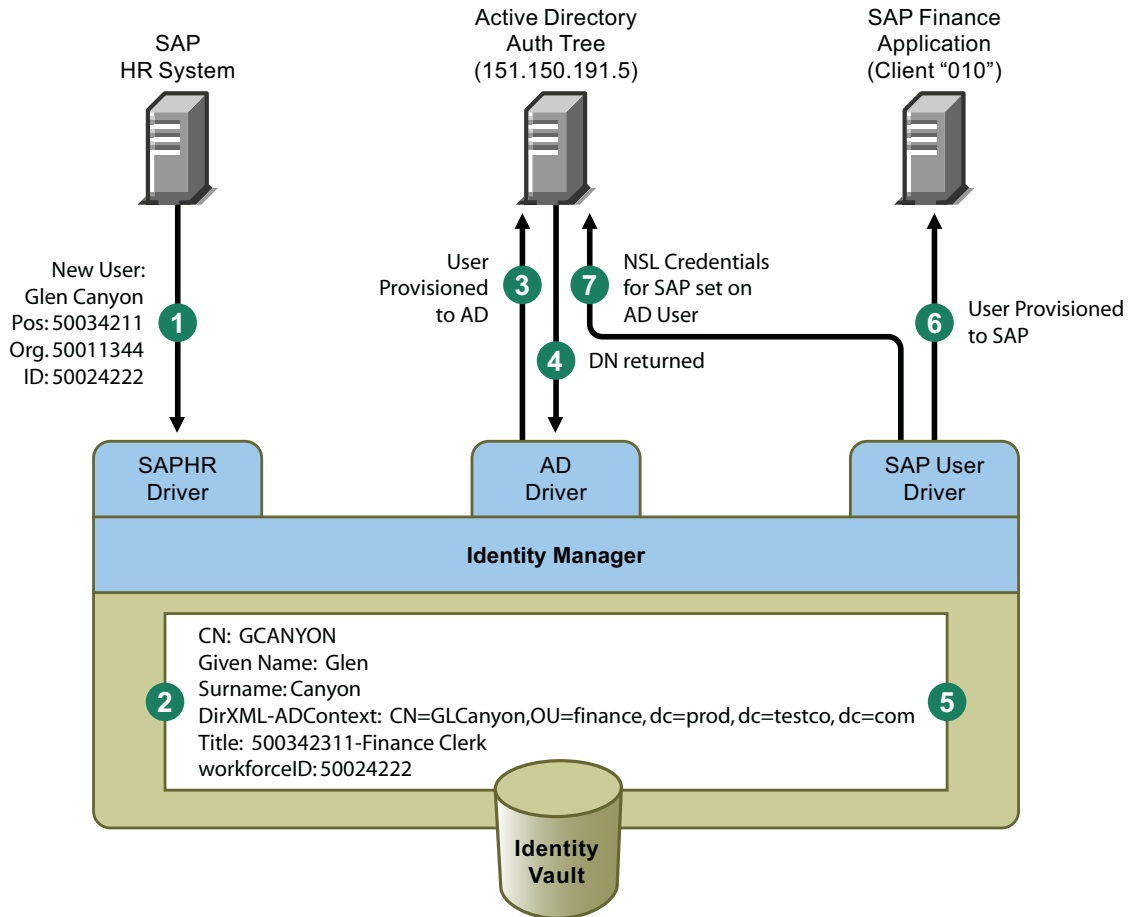 SAP
HR System
Active Directory
Auth Tree
(151.150.191.5)
SAP Finance
Application
(Client “010”)
New User:
Glen Canyon
Pos: 50034211
Org. 50011344
ID: 50024222
1
User
Provisioned
to AD
3
4
DN returned
7
NSL Credentials
for SAP set on
AD User
6
User Provisioned
to SAP
SAPHR
Driver
AD
Driver
SAP User
Driver
Identity Manager
2
CN: GCANYON
Given Name: Glen
Surname: Canyon
DirXML-ADContext: CN=GLCanyon,OU=finance, dc=prod, dc=testco, dc=com
Title: 500342311-Finance Clerk
workforceID: 50024222
5
Identity
Vault